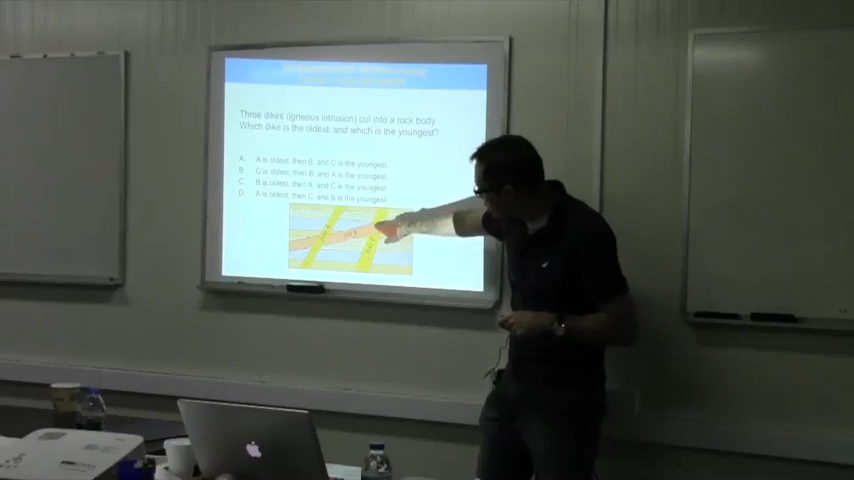 Three dikes (igneous intrusion) cut into a rock body.
Which dike is the oldest, and which is the youngest?
A. A is oldest, then B, and C is the youngest.
B. C is oldest, then B, and A is the youngest.
C. B is oldest, then A, and C is the youngest.
D. A is oldest, then C, and B is the youngest.